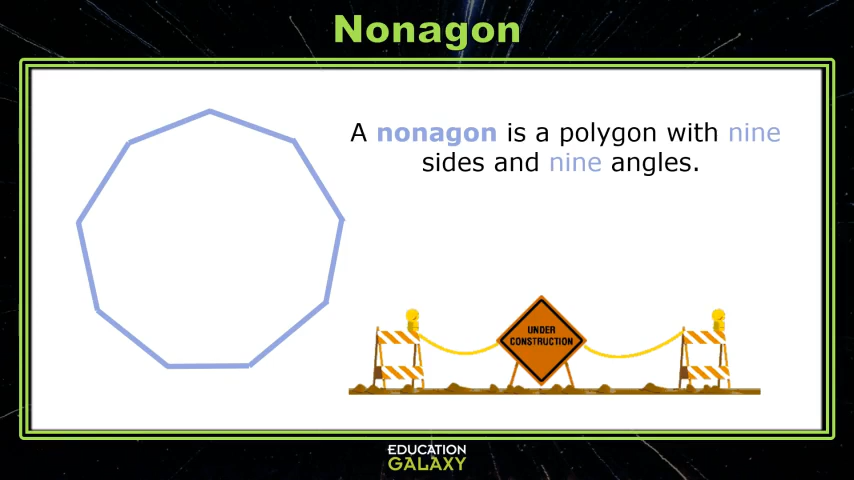 Nonagon
A nonagon is a polygon with nine
sides and nine angles.
UNDER
CONSTRUCTION
EDUCATION
GALAXY